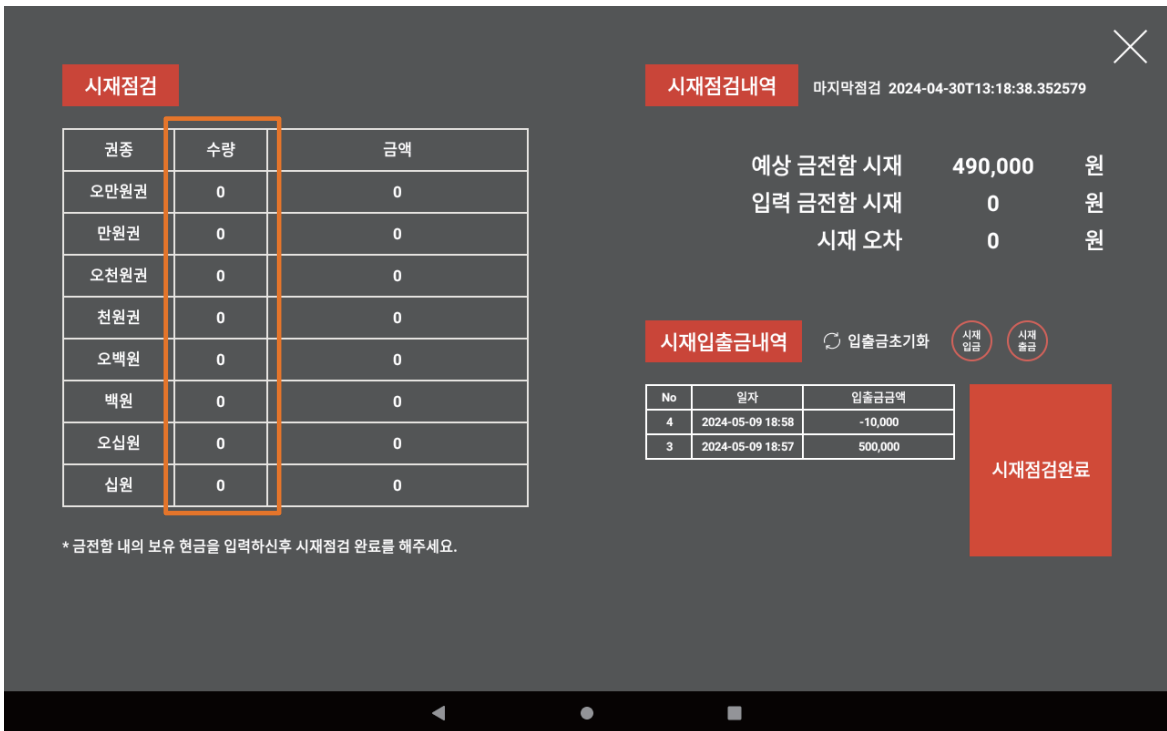 시재점검
권종 수량 금액
오만원권 0 0
만원권 0 0
오천원권 0 0
천원권 0 0
오백원 0 0
백원 0 0
오십원 0 0
십원 0 0
* 금전함 내의 보유 현금을 입력하신후 시재점검 완료를 해주세요.
시재점검내역 마지막점검 2024-04-30T13:18:38.352579
예상 금전함 시재 490,000 원
입력 금전함 시재 0 원
시재 오차 0 원
시재입출금내역 입출금초기화 시재 입금 시재 출금
No 일자 입출금금액
4 2024-05-09 18:58 -10,000
3 2024-05-09 18:57 500,000
시재점검완료